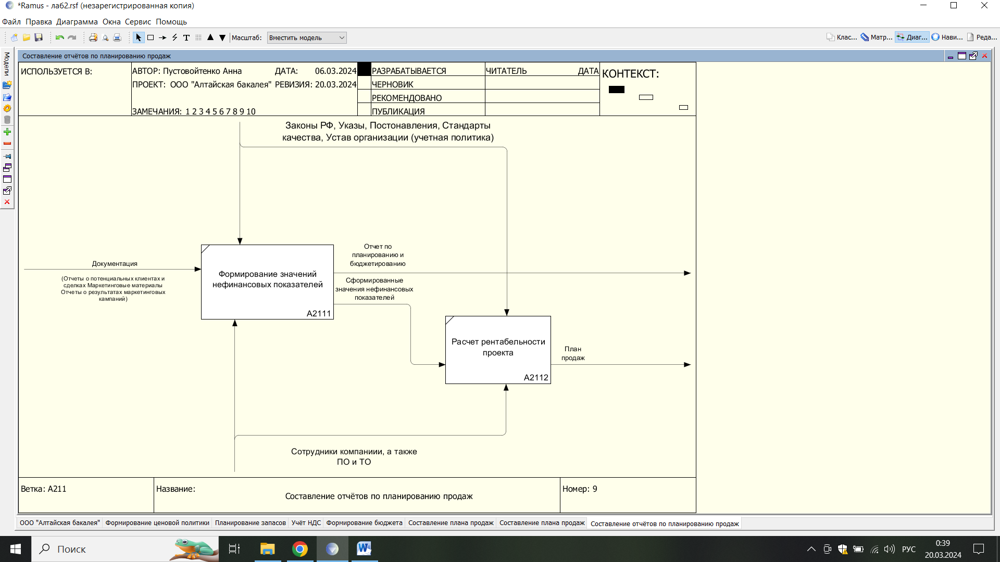 *Ramus - лаб2.rsf (незарегистрированная копия)
Файл Правка Диаграмма Окна Сервис Помощь
Масштаб: Вместить модель
Клас... Матр... Диаг... Нави... Реда...
Модели
Составление отчётов по планированию продаж
ИСПОЛЬЗУЕТСЯ В:
АВТОР: Пустовойтенко Анна ДАТА: 06.03.2024
ПРОЕКТ: ООО "Алтайская бакалея" РЕВИЗИЯ: 20.03.2024
ЗАМЕЧАНИЯ: 1 2 3 4 5 6 7 8 9 10
РАЗРАБАТЫВАЕТСЯ
ЧЕРНОВИК
РЕКОМЕНДОВАНО
ПУБЛИКАЦИЯ
ЧИТАТЕЛЬ ДАТА
КОНТЕКСТ:
Законы РФ, Указы, Постонавления, Стандарты
качества, Устав организации (учетная политика)
Документация
(Отчеты о потенциальных клиентах и
сделках Маркетинговые материалы
Отчеты о результатах маркетинговых
кампаний)
Формирование значений
нефинансовых показателей
A2111
Отчет по
планированию и
бюджетированию
Сформированные
значения нефинансовых
показателей
Расчет рентабельности
проекта
A2112
План
продаж
Сотрудники компаниии, а также
ПО и ТО
Ветка: A211
Название:
Составление отчётов по планированию продаж
Номер: 9
ООО "Алтайская бакалея" Формирование ценовой политики Планирование запасов Учёт НДС Формирование бюджета Составление плана продаж Составление плана продаж Составление отчётов по планированию продаж
Поиск
РУС
0:39
20.03.2024